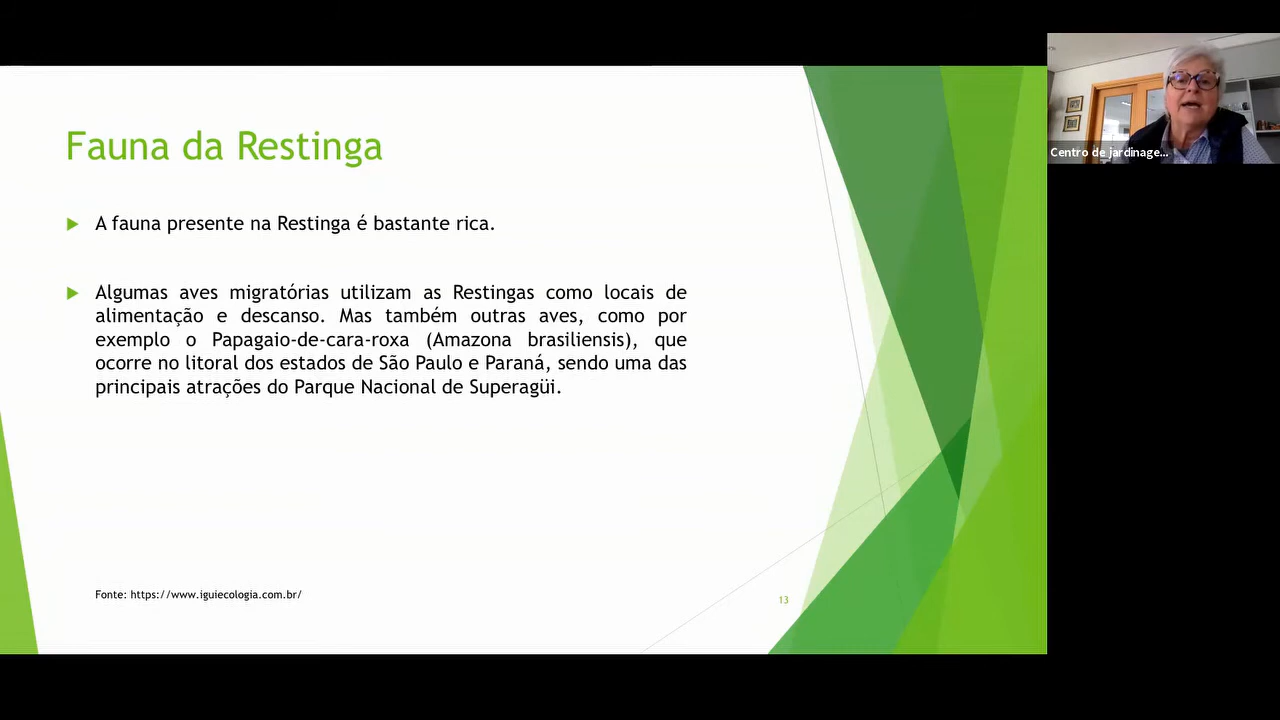 Fauna da Restinga
A fauna presente na Restinga é bastante rica.
Algumas aves migratórias utilizam as Restingas como locais de
alimentação e descanso. Mas também outras aves, como por
exemplo o Papagaio-de-cara-roxa (Amazona brasiliensis), que
ocorre no litoral dos estados de São Paulo e Paraná, sendo uma das
principais atrações do Parque Nacional de Superagüi.
Fonte: https://www.iguiecologia.com.br/
13
Centro de jardinage...